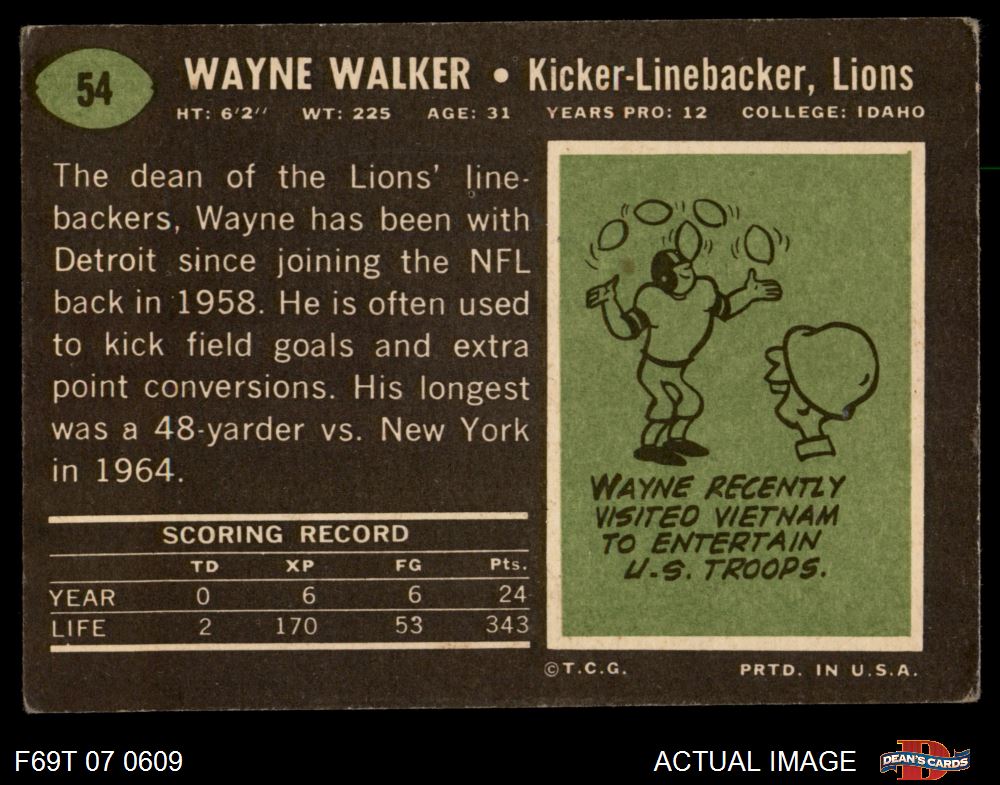 54
WAYNE WALKER • Kicker-Linebacker, Lions
HT: 6'2" WT: 225 AGE: 31 YEARS PRO: 12 COLLEGE: IDAHO
The dean of the Lions' line-
backers, Wayne has been with
Detroit since joining the NFL
back in 1958. He is often used
to kick field goals and extra
point conversions. His longest
was a 48-yarder vs. New York
in 1964.
SCORING RECORD
TD XP FG Pts.
YEAR 0 6 6 24
LIFE 2 170 53 343
WAYNE RECENTLY
VISITED VIETNAM
TO ENTERTAIN
U.S. TROOPS.
©T.C.G. PRTD. IN U.S.A.
F69T 07 0609 ACTUAL IMAGE D DEAN'S CARDS